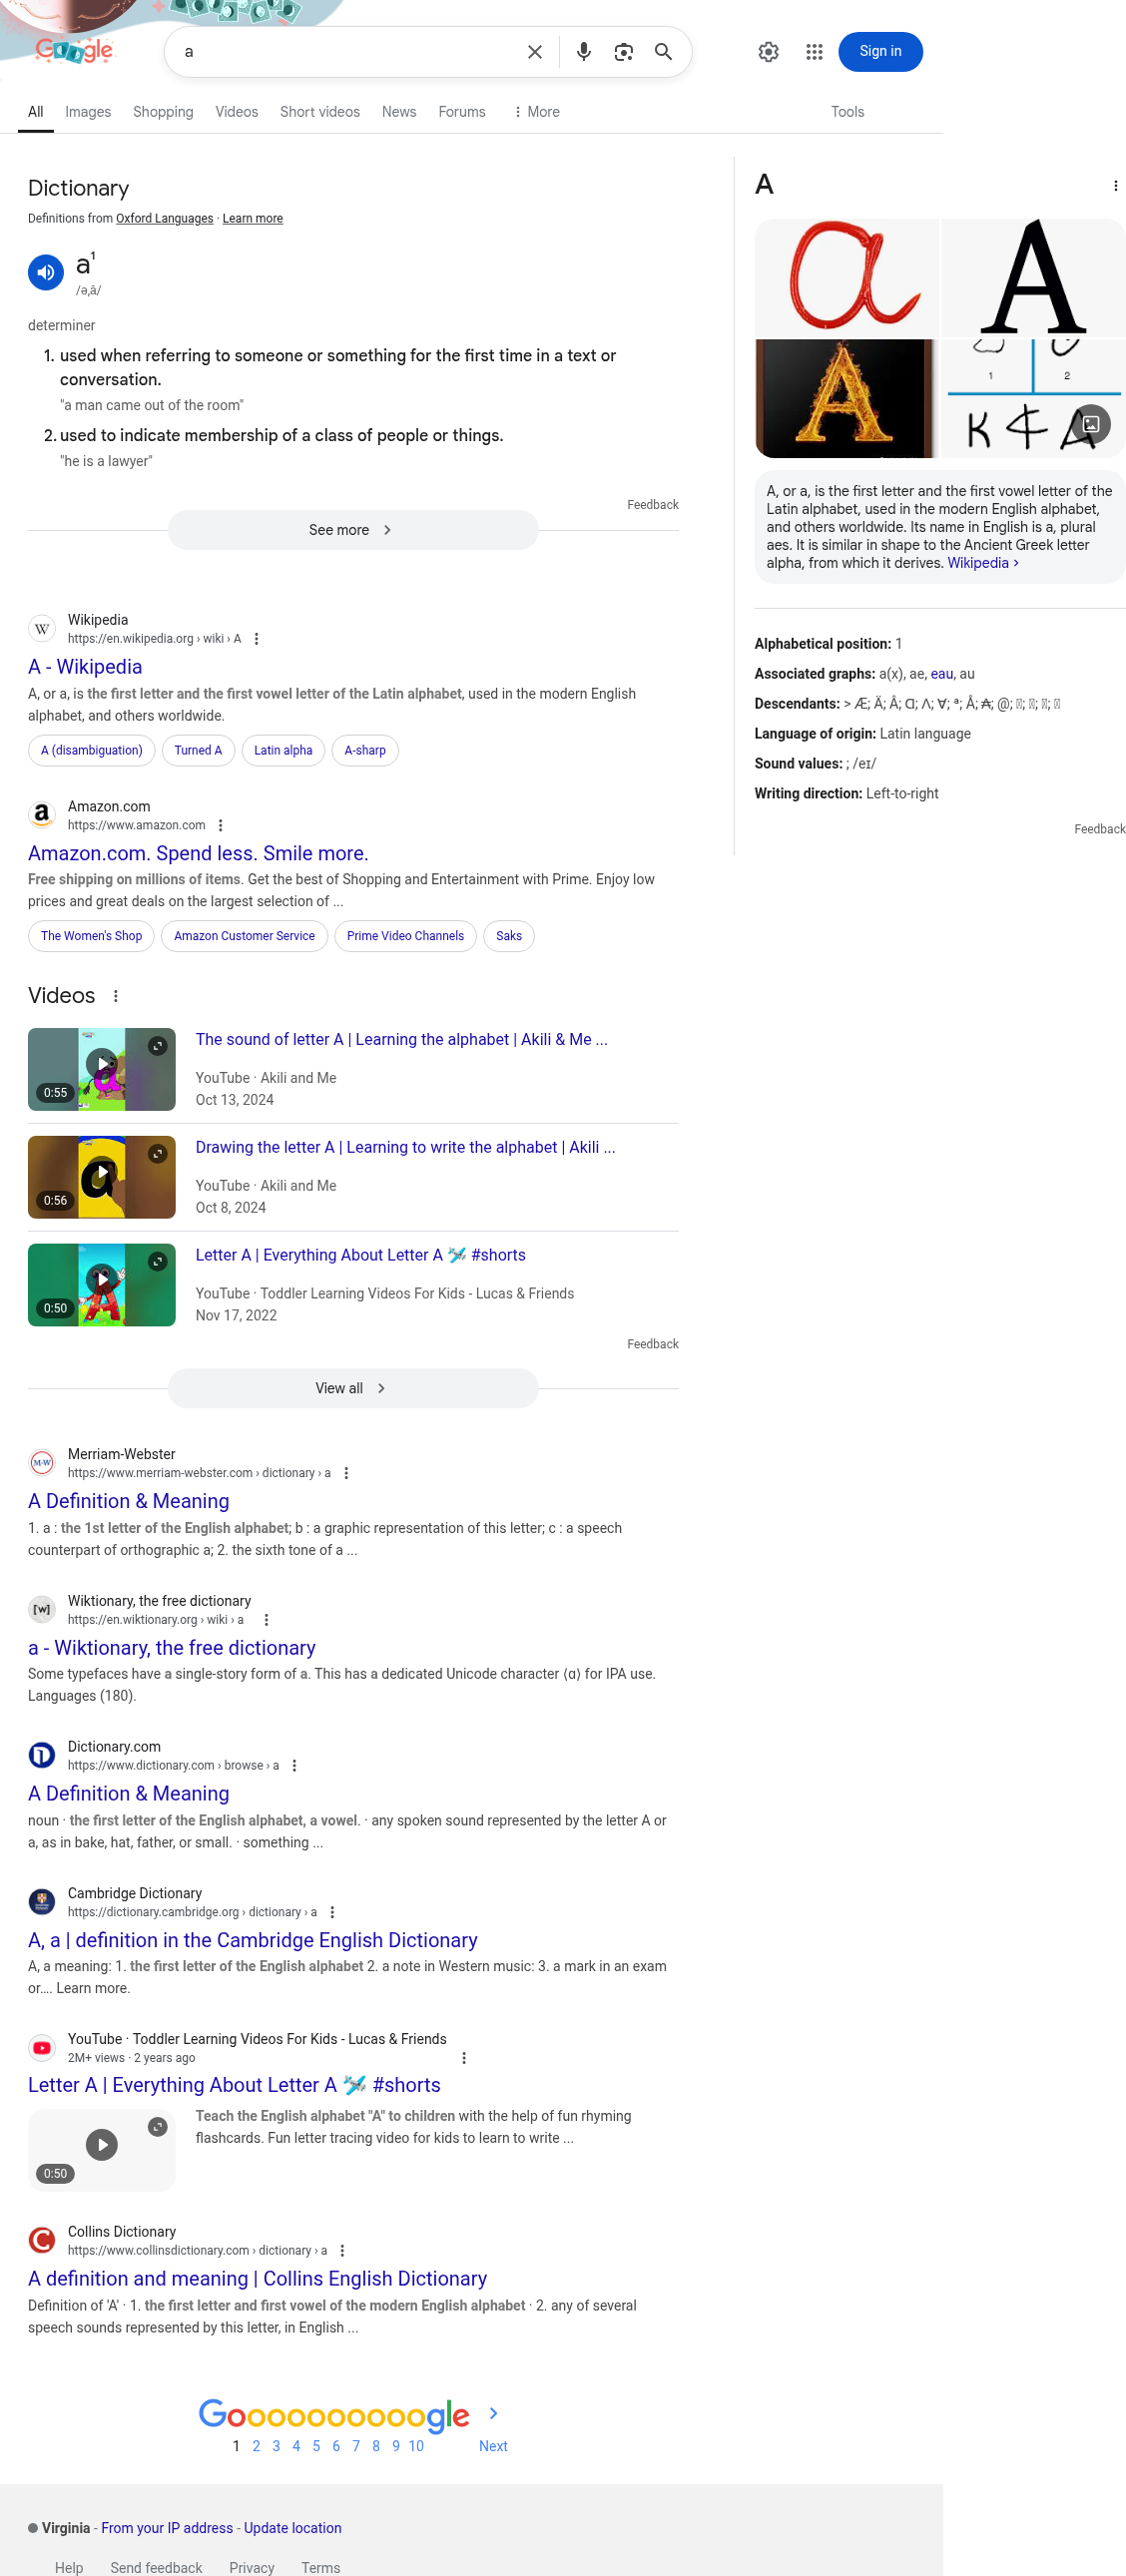 Google
a
Sign in
All Images Shopping Videos Short videos News Forums More Tools
Dictionary
Definitions from Oxford Languages · Learn more
a¹
/ə,ā/
determiner
1. used when referring to someone or something for the first time in a text or
conversation.
"a man came out of the room"
2. used to indicate membership of a class of people or things.
"he is a lawyer"
Feedback
See more
Wikipedia
https://en.wikipedia.org › wiki › A
A - Wikipedia
A, or a, is the first letter and the first vowel letter of the Latin alphabet, used in the modern English
alphabet, and others worldwide.
A (disambiguation) Turned A Latin alpha A-sharp
Amazon.com
https://www.amazon.com
Amazon.com. Spend less. Smile more.
Free shipping on millions of items. Get the best of Shopping and Entertainment with Prime. Enjoy low
prices and great deals on the largest selection of ...
The Women's Shop Amazon Customer Service Prime Video Channels Saks
Videos
The sound of letter A | Learning the alphabet | Akili & Me ...
YouTube · Akili and Me
Oct 13, 2024
0:55
Drawing the letter A | Learning to write the alphabet | Akili ...
YouTube · Akili and Me
Oct 8, 2024
a
0:56
Letter A | Everything About Letter A 🛩️ #shorts
YouTube · Toddler Learning Videos For Kids - Lucas & Friends
Nov 17, 2022
0:50
Feedback
View all
Merriam-Webster
https://www.merriam-webster.com › dictionary › a
A Definition & Meaning
1. a : the 1st letter of the English alphabet; b : a graphic representation of this letter; c : a speech
counterpart of orthographic a; 2. the sixth tone of a ...
Wiktionary, the free dictionary
https://en.wiktionary.org › wiki › a
a - Wiktionary, the free dictionary
Some typefaces have a single-story form of a. This has a dedicated Unicode character ⟨ɑ⟩ for IPA use.
Languages (180).
Dictionary.com
https://www.dictionary.com › browse › a
A Definition & Meaning
noun · the first letter of the English alphabet, a vowel. · any spoken sound represented by the letter A or
a, as in bake, hat, father, or small. · something ...
Cambridge Dictionary
https://dictionary.cambridge.org › dictionary › a
A, a | definition in the Cambridge English Dictionary
A, a meaning: 1. the first letter of the English alphabet 2. a note in Western music: 3. a mark in an exam
or.... Learn more.
YouTube · Toddler Learning Videos For Kids - Lucas & Friends
2M+ views · 2 years ago
Letter A | Everything About Letter A 🛩️ #shorts
Teach the English alphabet "A" to children with the help of fun rhyming
flashcards. Fun letter tracing video for kids to learn to write ...
0:50
Collins Dictionary
https://www.collinsdictionary.com › dictionary › a
A definition and meaning | Collins English Dictionary
Definition of 'A' · 1. the first letter and first vowel of the modern English alphabet · 2. any of several
speech sounds represented by this letter, in English ...
Goooooooooogle
1 2 3 4 5 6 7 8 9 10 Next
Virginia - From your IP address - Update location
Help Send feedback Privacy Terms
A
a A
A 1 2
A, or a, is the first letter and the first vowel letter of the
Latin alphabet, used in the modern English alphabet,
and others worldwide. Its name in English is a, plural
aes. It is similar in shape to the Ancient Greek letter
alpha, from which it derives. Wikipedia ›
Alphabetical position: 1
Associated graphs: a(x), ae, eau, au
Descendants: > Æ; Ä; Â; Ɑ; Λ; Ɐ; ª; Å; ₳; @;
Language of origin: Latin language
Sound values: ; /eɪ/
Writing direction: Left-to-right
Feedback